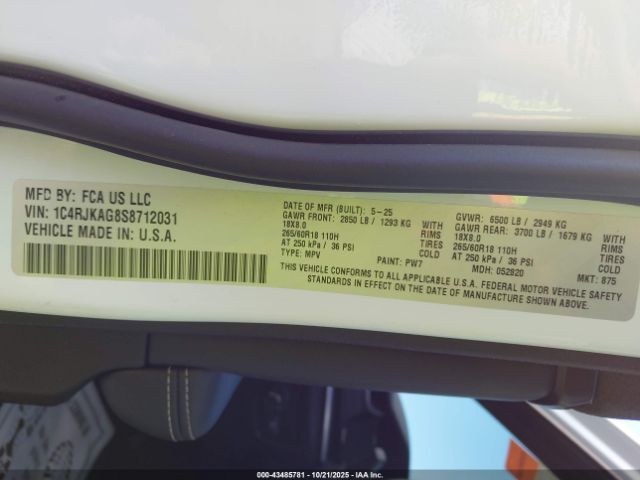 MFD BY: FCA US LLC
VIN: 1C4RJKAG8S8712031
VEHICLE MADE IN: U.S.A.
DATE OF MFR (BUILT): 5-25
GAWR FRONT: 2850 LB / 1293 KG WITH
18X8.0 RIMS
265/60R18 110H TIRES
AT 250 kPa / 36 PSI COLD
TYPE: MPV PAINT: PW7
GVWR: 6500 LB / 2949 KG
GAWR REAR: 3700 LB / 1679 KG WITH
18X8.0 RIMS
265/60R18 110H TIRES
AT 250 kPa / 36 PSI COLD
MDH: 052820 MKT: 875
THIS VEHICLE CONFORMS TO ALL APPLICABLE U.S.A. FEDERAL MOTOR VEHICLE SAFETY
STANDARDS IN EFFECT ON THE DATE OF MANUFACTURE SHOWN ABOVE.
000-43485781 - 10/21/2025 - IAA Inc.